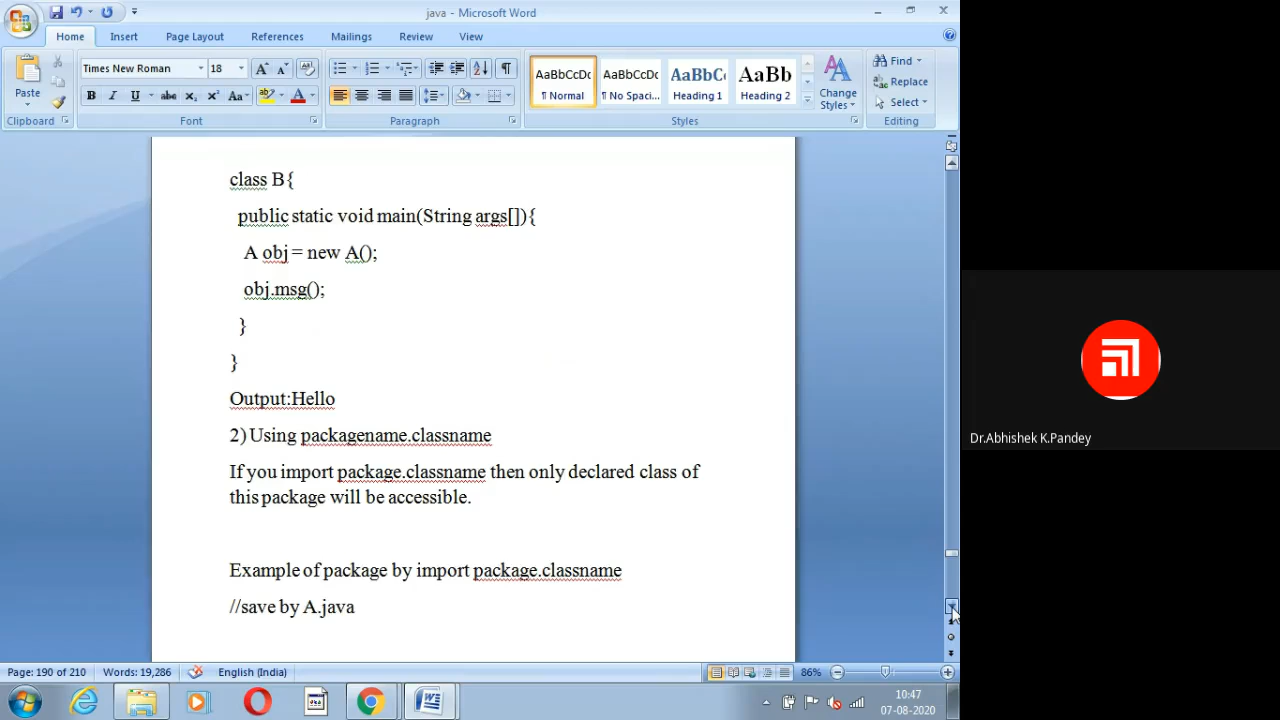 java - Microsoft Word
Home Insert Page Layout References Mailings Review View
Paste
Clipboard
Times New Roman 18
B I U abc X₂ X² Aa A
Font
Paragraph
AaBbCcDc AaBbCcDc AaBbC AaBb
¶ Normal ¶ No Spaci... Heading 1 Heading 2
Change Styles
Styles
Find
Replace
Select
Editing
class B{
public static void main(String args[]){
A obj = new A();
obj.msg();
}
}
Output:Hello
2) Using packagename.classname
If you import package.classname then only declared class of
this package will be accessible.
Example of package by import package.classname
//save by A.java
Dr.Abhishek K.Pandey
Page: 190 of 210 Words: 19,286 English (India) 86%
10:47
07-08-2020